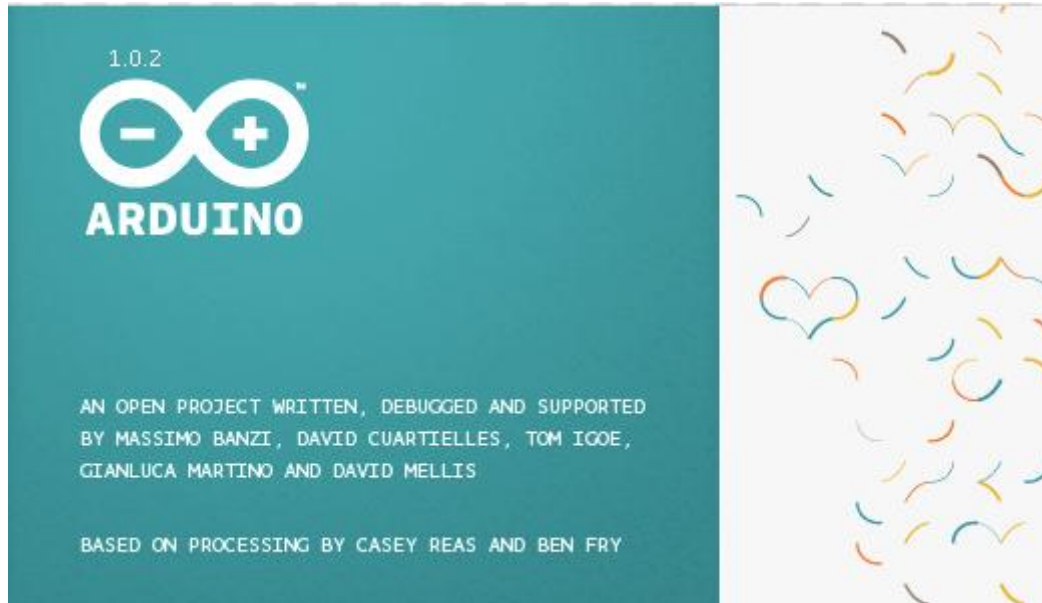 1.0.2
ARDUINO
AN OPEN PROJECT WRITTEN, DEBUGGED AND SUPPORTED
BY MASSIMO BANZI, DAVID CUARTIELLES, TOM IGOE,
GIANLUCA MARTINO AND DAVID MELLIS
BASED ON PROCESSING BY CASEY REAS AND BEN FRY